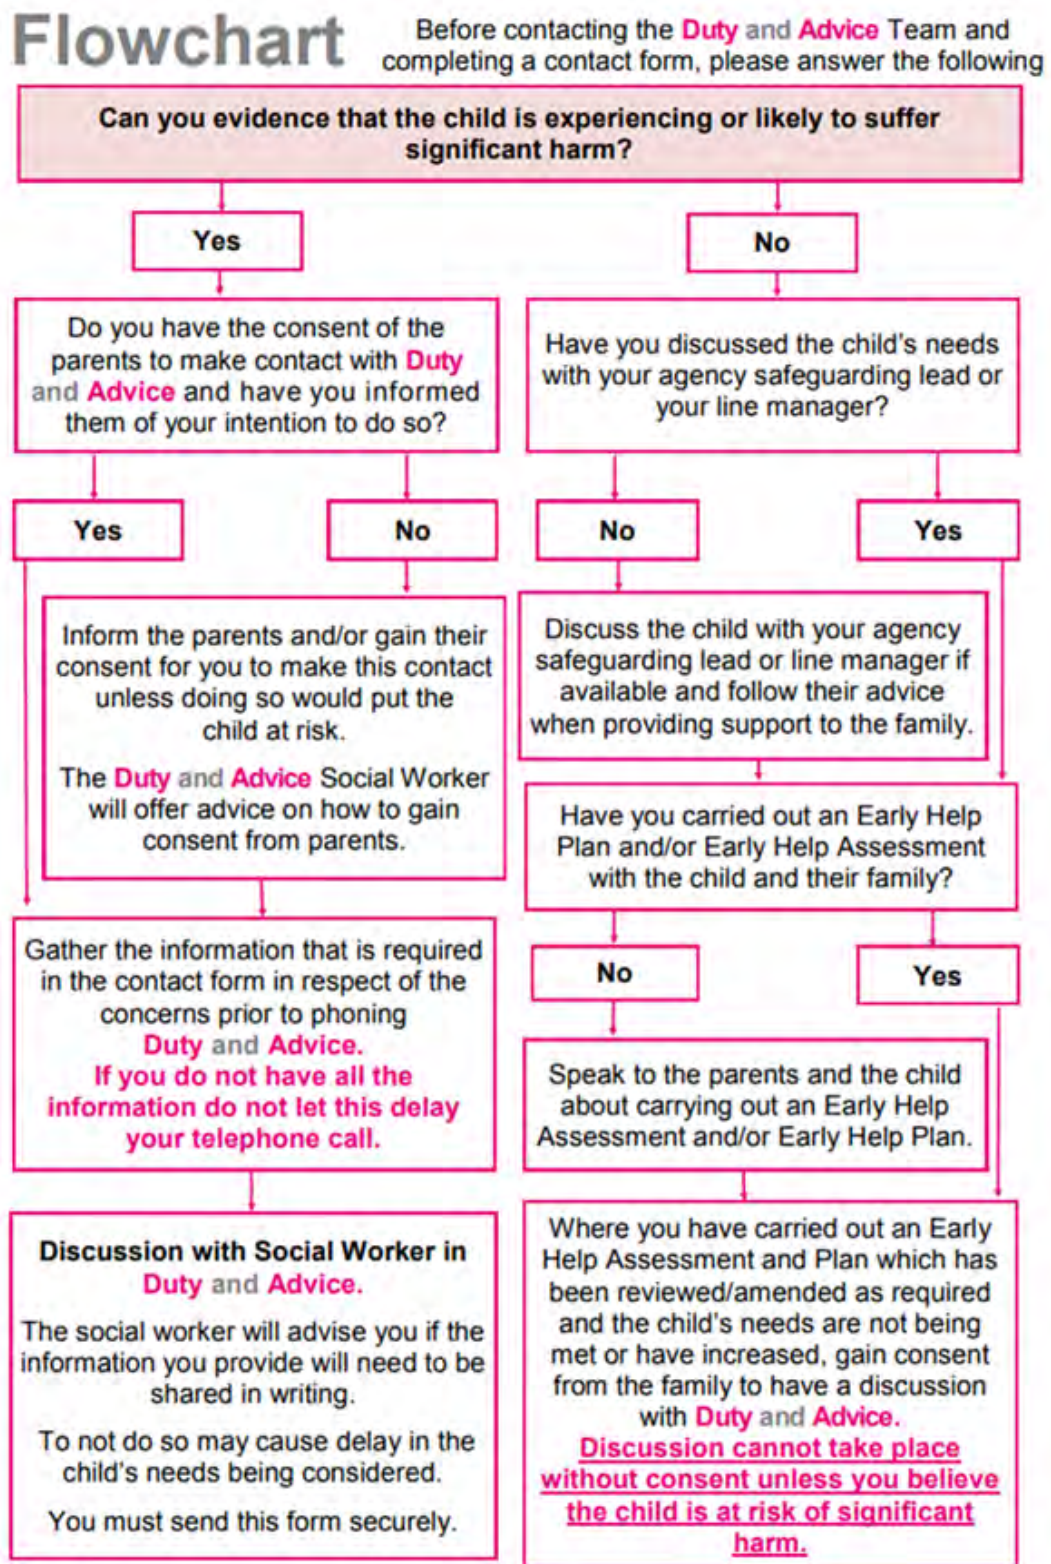 Flowchart
Before contacting the Duty and Advice Team and
completing a contact form, please answer the following
Can you evidence that the child is experiencing or likely to suffer
significant harm?
Yes
No
Do you have the consent of the
parents to make contact with Duty
and Advice and have you informed
them of your intention to do so?
Have you discussed the child's needs
with your agency safeguarding lead or
your line manager?
Yes
No
No
Yes
Inform the parents and/or gain their
consent for you to make this contact
unless doing so would put the
child at risk.
The Duty and Advice Social Worker
will offer advice on how to gain
consent from parents.
Discuss the child with your agency
safeguarding lead or line manager if
available and follow their advice
when providing support to the family.
Have you carried out an Early Help
Plan and/or Early Help Assessment
with the child and their family?
Gather the information that is required
in the contact form in respect of the
concerns prior to phoning
Duty and Advice.
If you do not have all the
information do not let this delay
your telephone call.
No
Yes
Speak to the parents and the child
about carrying out an Early Help
Assessment and/or Early Help Plan.
Discussion with Social Worker in
Duty and Advice.
The social worker will advise you if the
information you provide will need to be
shared in writing.
To not do so may cause delay in the
child's needs being considered.
You must send this form securely.
Where you have carried out an Early
Help Assessment and Plan which has
been reviewed/amended as required
and the child's needs are not being
met or have increased, gain consent
from the family to have a discussion
with Duty and Advice.
Discussion cannot take place
without consent unless you believe
the child is at risk of significant
harm.